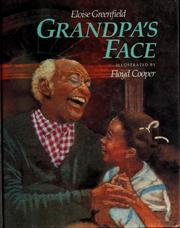 Eloise Greenfield
GRANDPA'S
FACE
ILLUSTRATED BY
Floyd Cooper